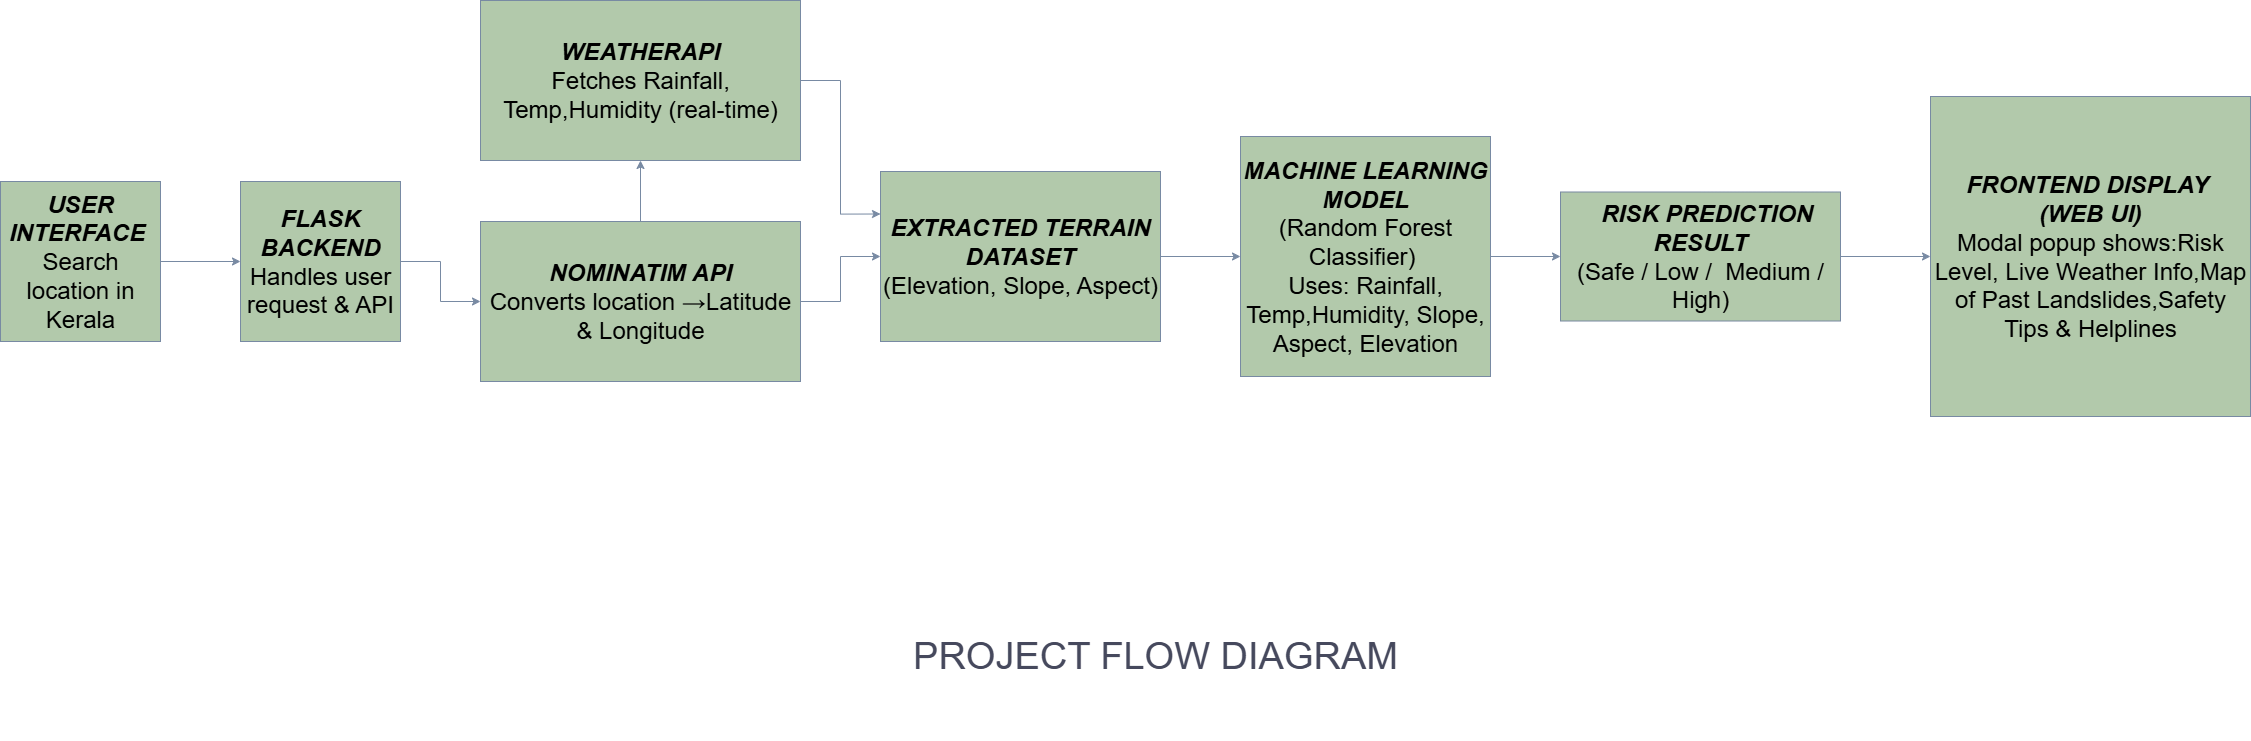 USER
INTERFACE
Search
location in
Kerala
FLASK
BACKEND
Handles user
request & API
WEATHERAPI
Fetches Rainfall,
Temp,Humidity (real-time)
NOMINATIM API
Converts location →Latitude
& Longitude
EXTRACTED TERRAIN
DATASET
(Elevation, Slope, Aspect)
MACHINE LEARNING
MODEL
(Random Forest
Classifier)
Uses: Rainfall,
Temp,Humidity, Slope,
Aspect, Elevation
RISK PREDICTION
RESULT
(Safe / Low /  Medium /
High)
FRONTEND DISPLAY
(WEB UI)
Modal popup shows:Risk
Level, Live Weather Info,Map
of Past Landslides,Safety
Tips & Helplines
PROJECT FLOW DIAGRAM